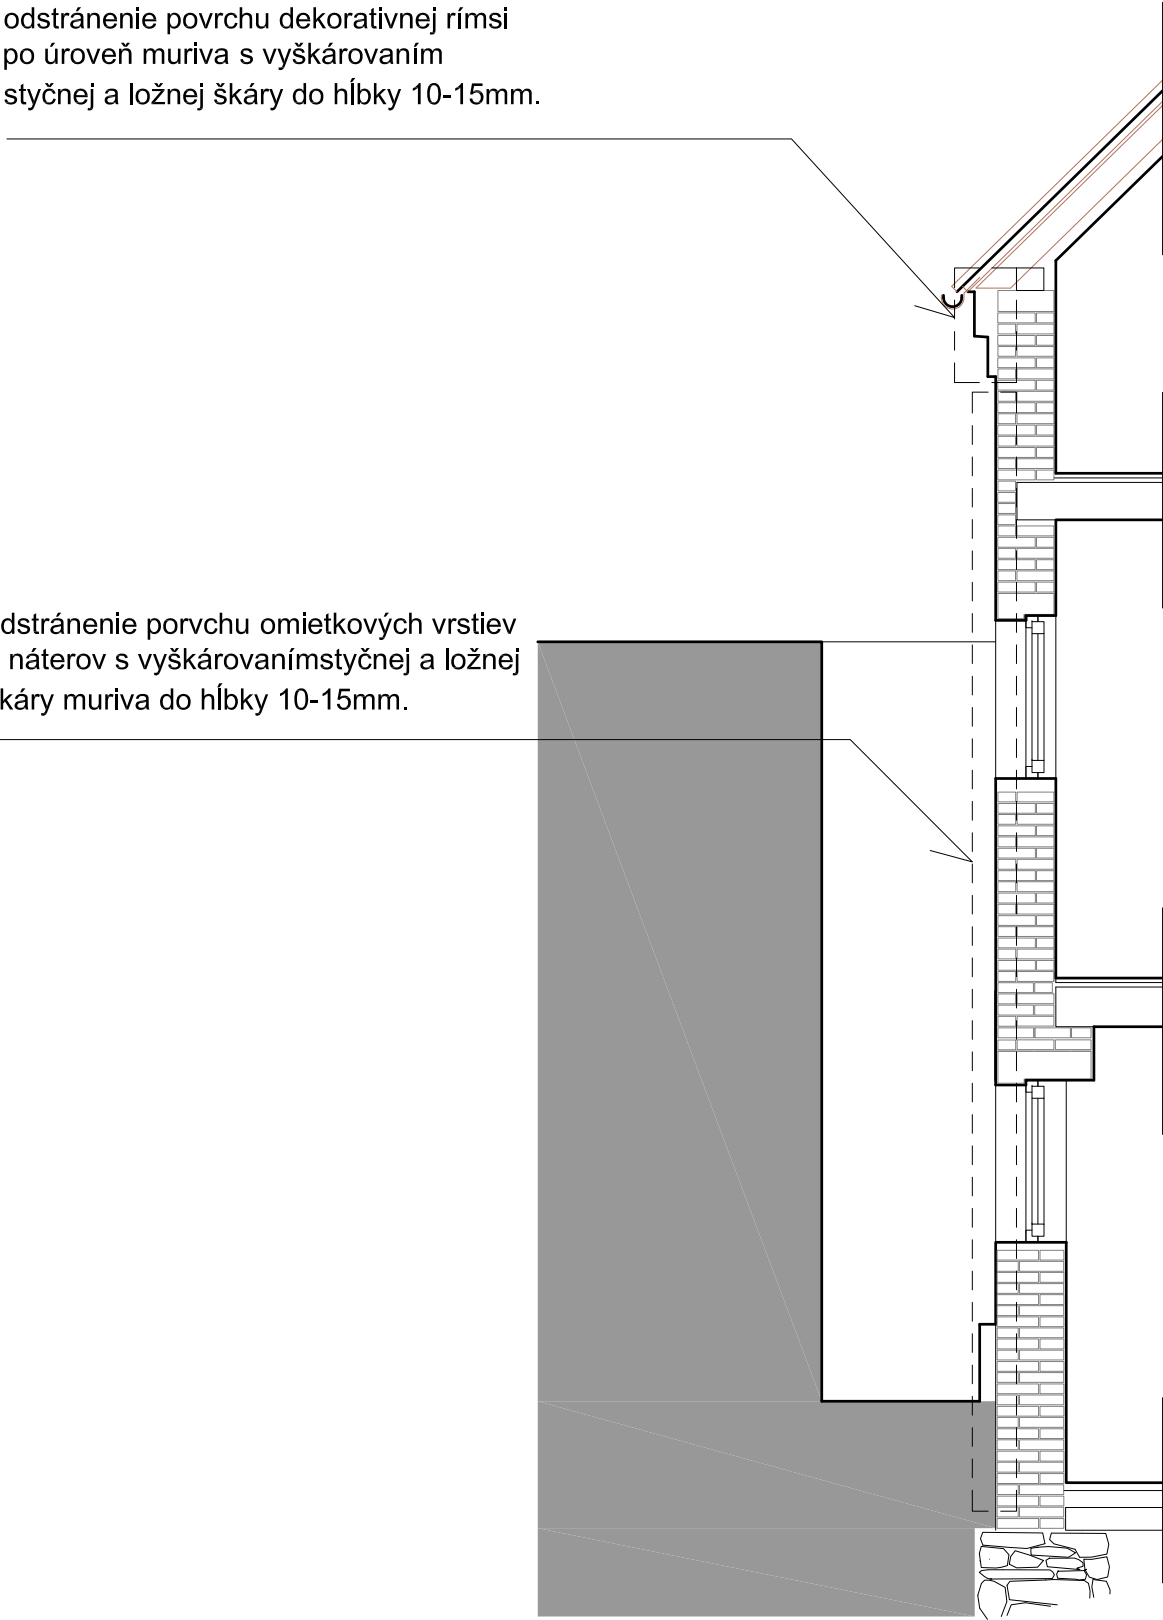 odstránenie povrchu dekorativnej rímsi
po úroveň muriva s vyškárovaním
styčnej a ložnej škáry do hĺbky 10-15mm.
dstránenie porvchu omietkových vrstiev
náterov s vyškárovanímstyčnej a ložnej
káry muriva do hĺbky 10-15mm.